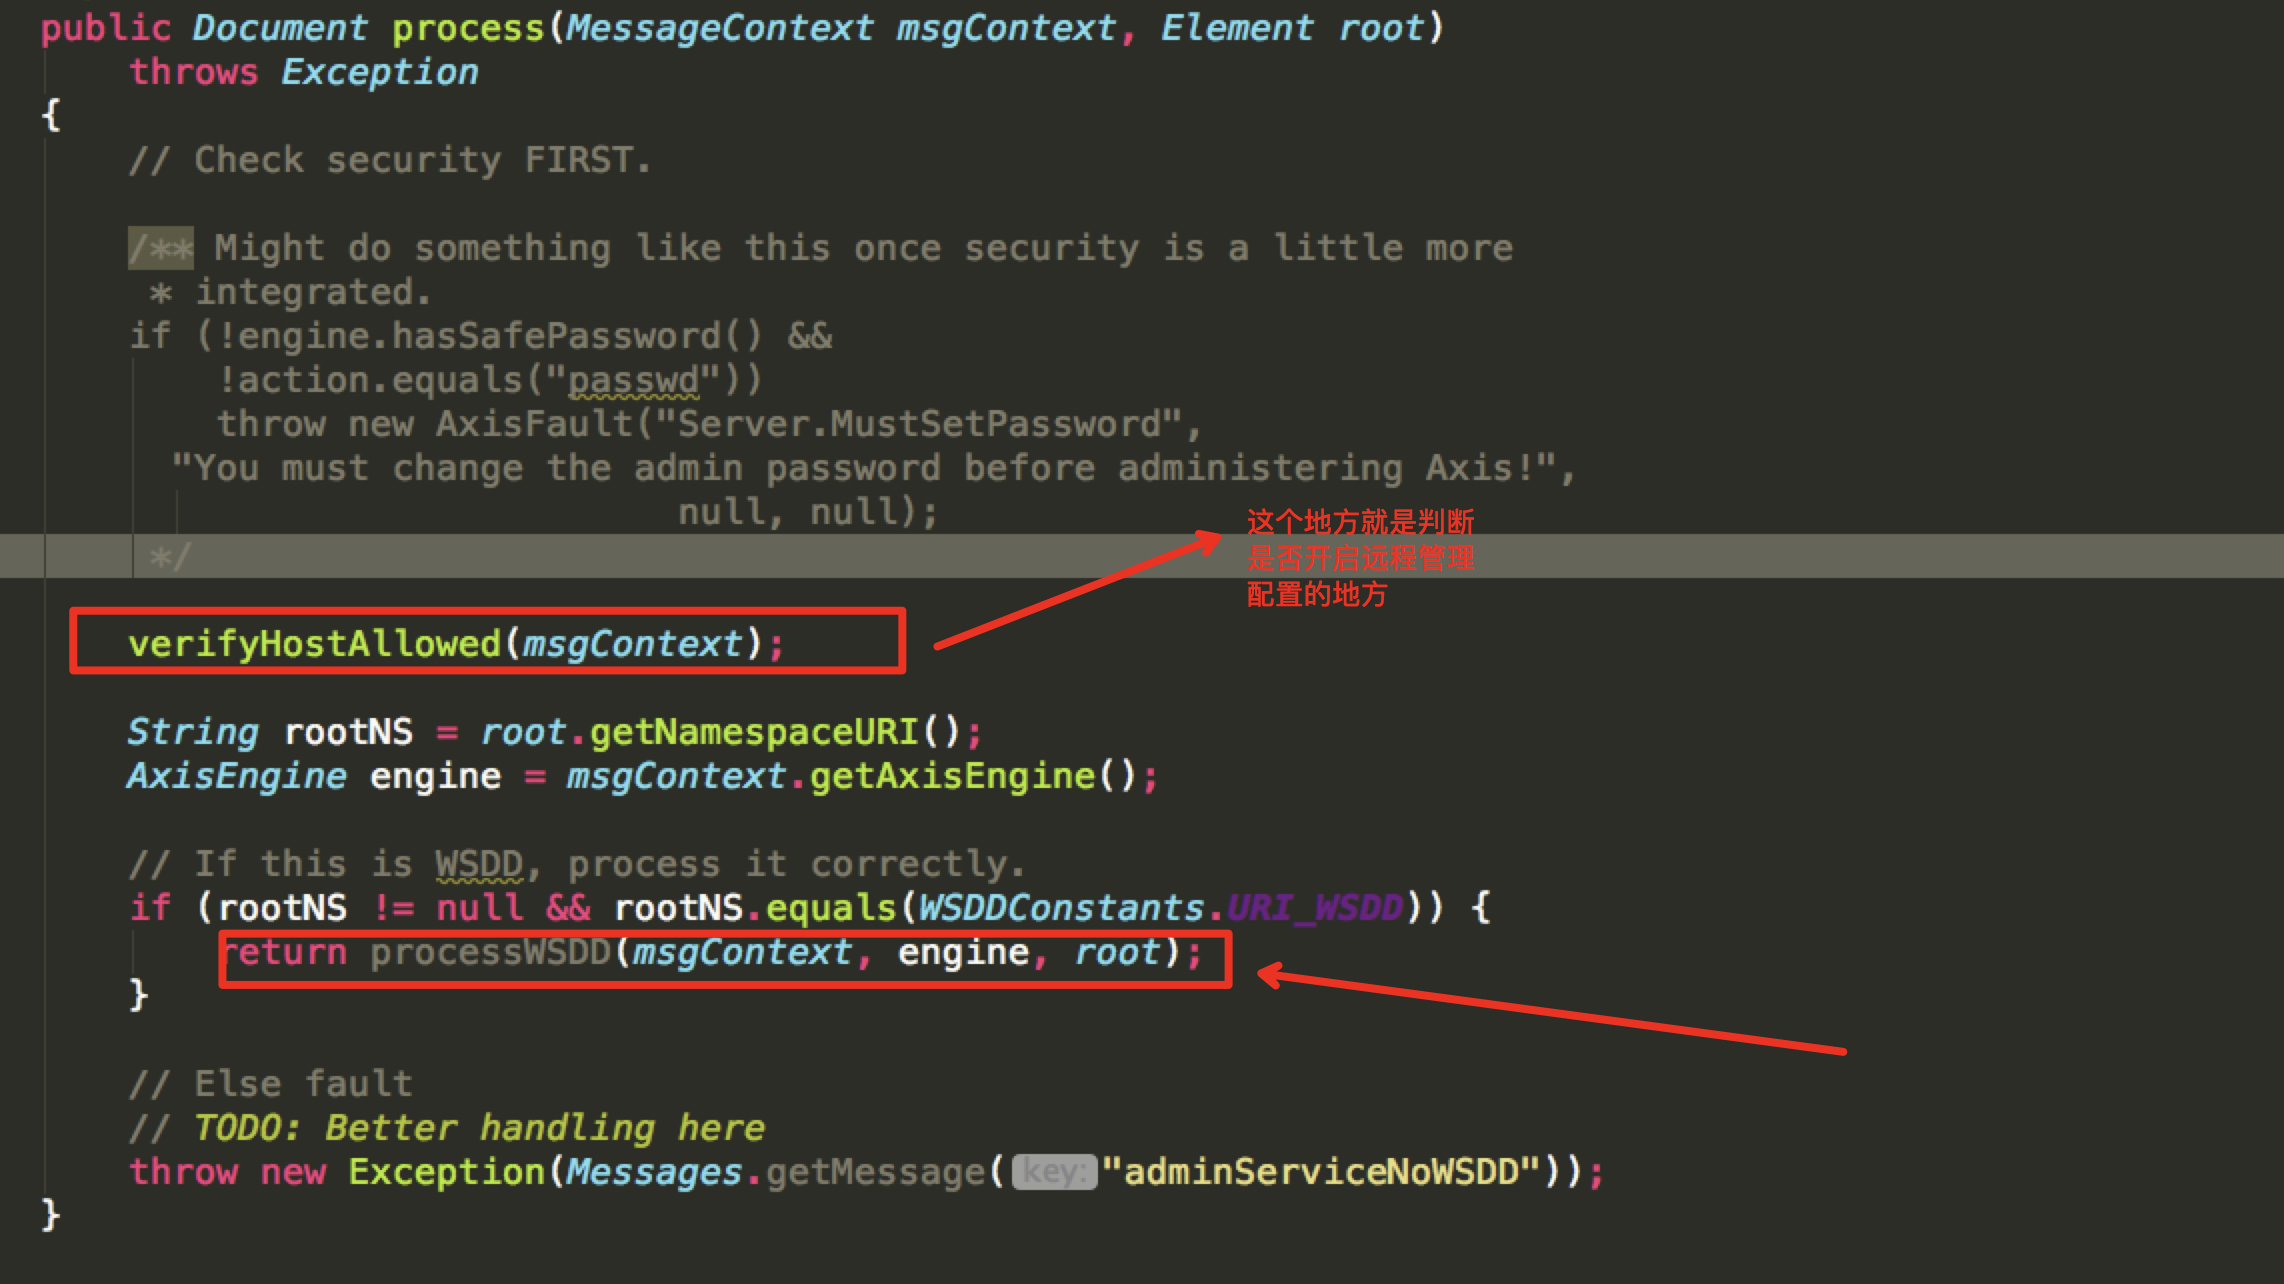 public Document process(MessageContext msgContext, Element root)
throws Exception
{
// Check security FIRST.
/** Might do something like this once security is a little more
* integrated.
if (!engine.hasSafePassword() &&
!action.equals("passwd"))
throw new AxisFault("Server.MustSetPassword",
"You must change the admin password before administering Axis!",
null, null);
*/
这个地方就是判断
是否开启远程管理
配置的地方
verifyHostAllowed(msgContext);
String rootNS = root.getNamespaceURI();
AxisEngine engine = msgContext.getAxisEngine();
// If this is WSDD, process it correctly.
if (rootNS != null && rootNS.equals(WSDDConstants.URI_WSDD)) {
return processWSDD(msgContext, engine, root);
}
// Else fault
// TODO: Better handling here
throw new Exception(Messages.getMessage( key: "adminServiceNoWSDD"));
}